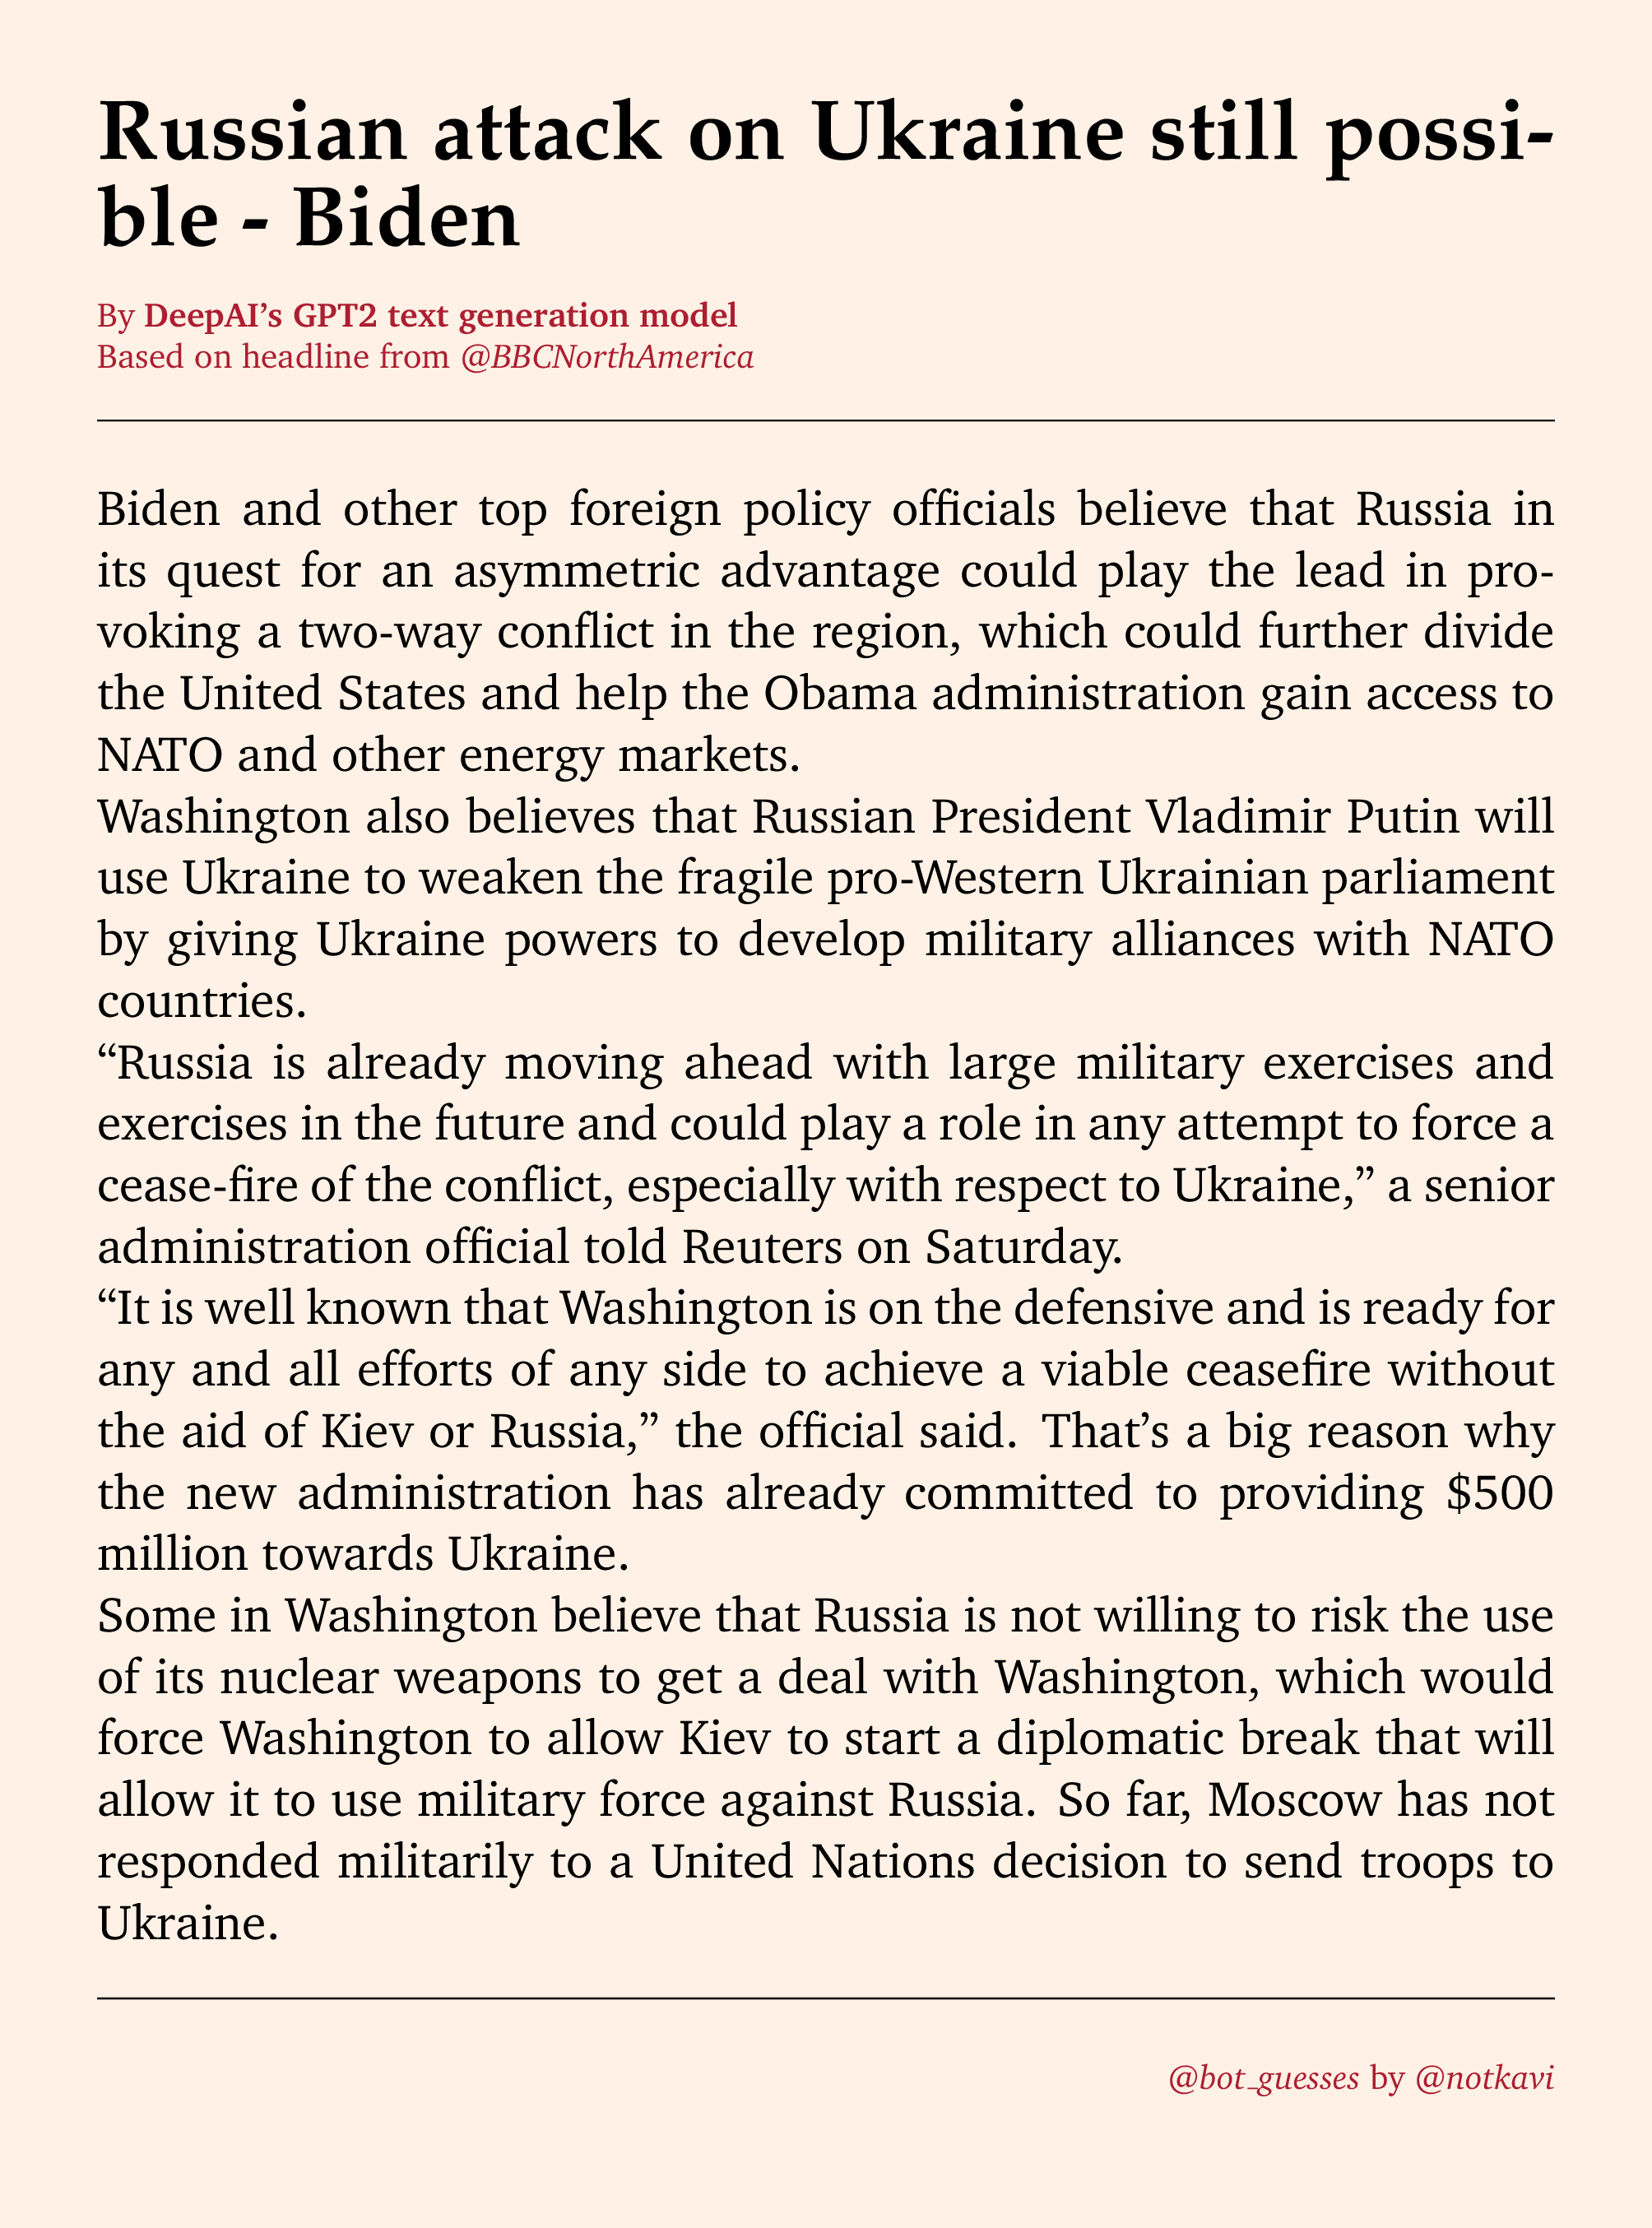 Russian attack on Ukraine still possi-
ble - Biden
By DeepAI’s GPT2 text generation model
Based on headline from @BBCNorthAmerica
Biden and other top foreign policy officials believe that Russia in
its quest for an asymmetric advantage could play the lead in pro-
voking a two-way conflict in the region, which could further divide
the United States and help the Obama administration gain access to
NATO and other energy markets.
Washington also believes that Russian President Vladimir Putin will
use Ukraine to weaken the fragile pro-Western Ukrainian parliament
by giving Ukraine powers to develop military alliances with NATO
countries.
“Russia is already moving ahead with large military exercises and
exercises in the future and could play a role in any attempt to force a
cease-fire of the conflict, especially with respect to Ukraine,” a senior
administration official told Reuters on Saturday.
“It is well known that Washington is on the defensive and is ready for
any and all efforts of any side to achieve a viable ceasefire without
the aid of Kiev or Russia,” the official said. That’s a big reason why
the new administration has already committed to providing $500
million towards Ukraine.
Some in Washington believe that Russia is not willing to risk the use
of its nuclear weapons to get a deal with Washington, which would
force Washington to allow Kiev to start a diplomatic break that will
allow it to use military force against Russia. So far, Moscow has not
responded militarily to a United Nations decision to send troops to
Ukraine.
@bot_guesses by @notkavi